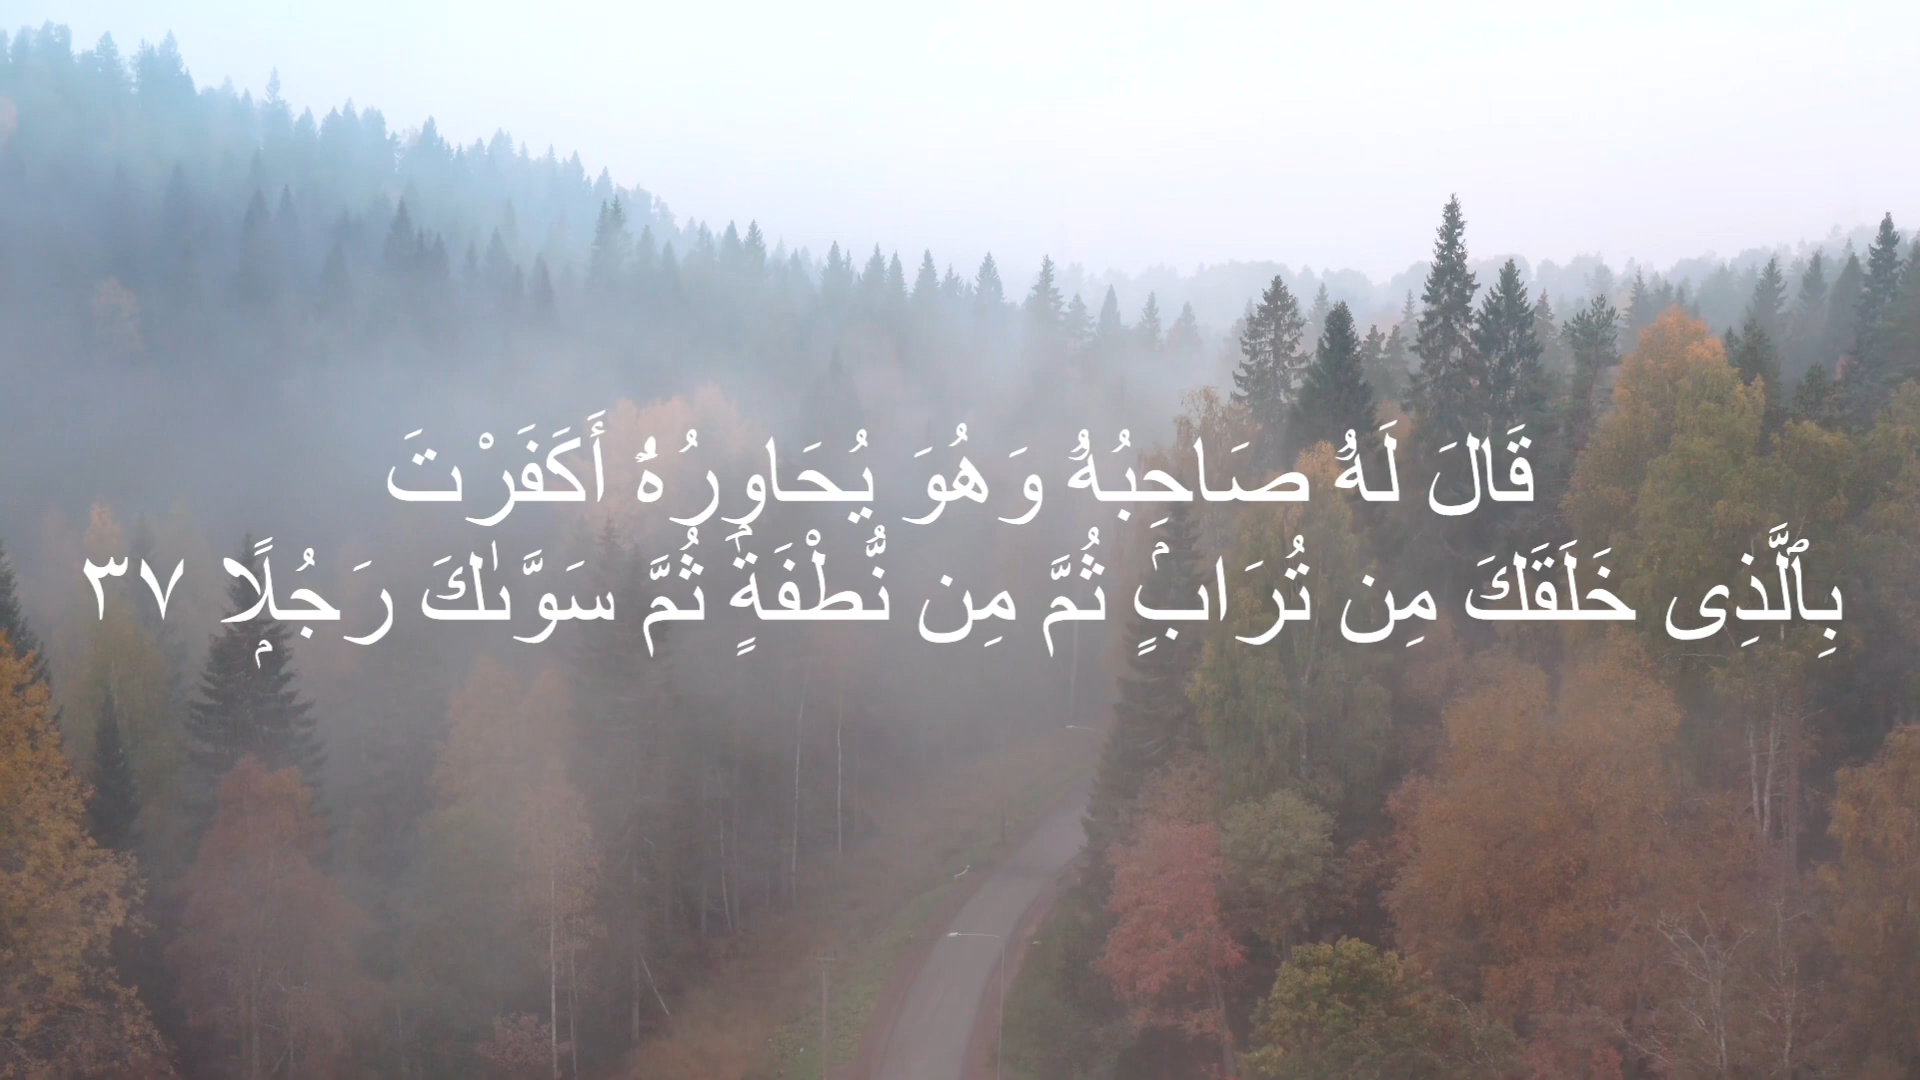 قَالَ لَهُۥ صَاحِبُهُۥ وَهُوَ يُحَاوِرُهُۥٓ أَكَفَرْتَ
بِٱلَّذِى خَلَقَكَ مِن تُرَابٍۢ ثُمَّ مِن نُّطْفَةٍۢ ثُمَّ سَوَّىٰكَ رَجُلًۭا ٣٧